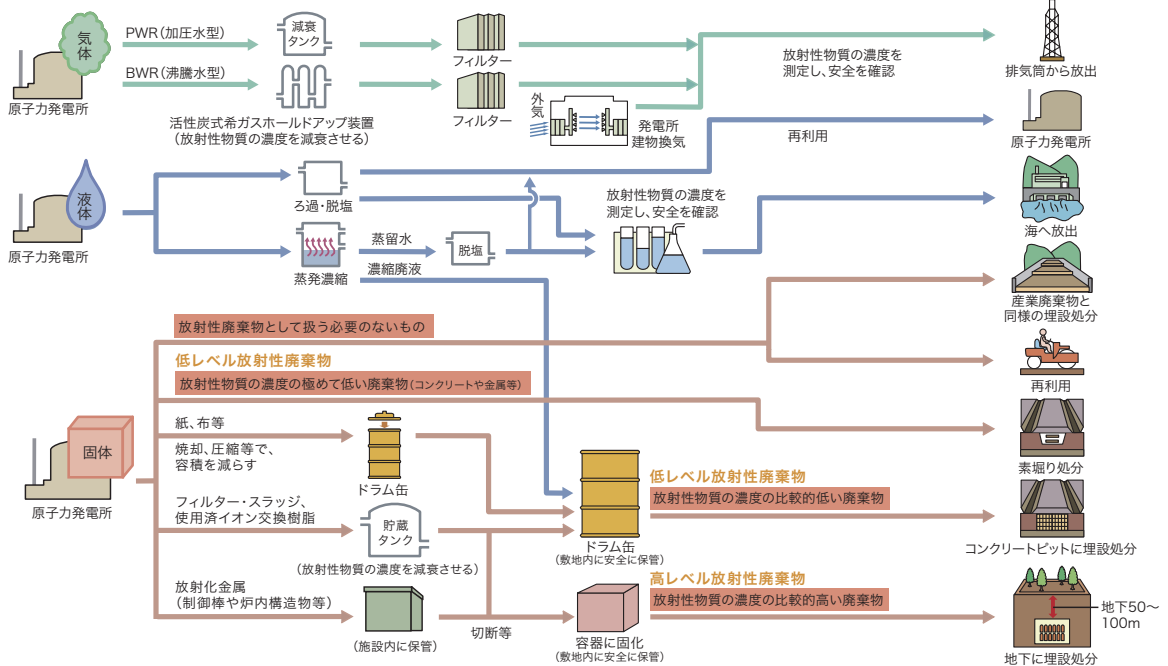 気体
原子力発電所
PWR（加圧水型）
減衰
タンク
フィルター
BWR（沸騰水型）
活性炭式希ガスホールドアップ装置
（放射性物質の濃度を減衰させる）
フィルター
外気
発電所
建物換気
放射性物質の濃度を
測定し、安全を確認
排気筒から放出
液体
原子力発電所
ろ過・脱塩
再利用
原子力発電所
蒸発濃縮
蒸留水
濃縮廃液
脱塩
放射性物質の濃度を
測定し、安全を確認
海へ放出
固体
原子力発電所
放射性廃棄物として扱う必要のないもの
産業廃棄物と
同様の埋設処分
再利用
低レベル放射性廃棄物
放射性物質の濃度の極めて低い廃棄物（コンクリートや金属等）
素堀り処分
紙、布等
焼却、圧縮等で、
容積を減らす
ドラム缶
フィルター・スラッジ、
使用済イオン交換樹脂
貯蔵
タンク
（放射性物質の濃度を減衰させる）
ドラム缶
（敷地内に安全に保管）
低レベル放射性廃棄物
放射性物質の濃度の比較的低い廃棄物
コンクリートピットに埋設処分
放射化金属
（制御棒や炉内構造物等）
（施設内に保管）
切断等
容器に固化
（敷地内に安全に保管）
高レベル放射性廃棄物
放射性物質の濃度の比較的高い廃棄物
地下50〜
100m
地下に埋設処分